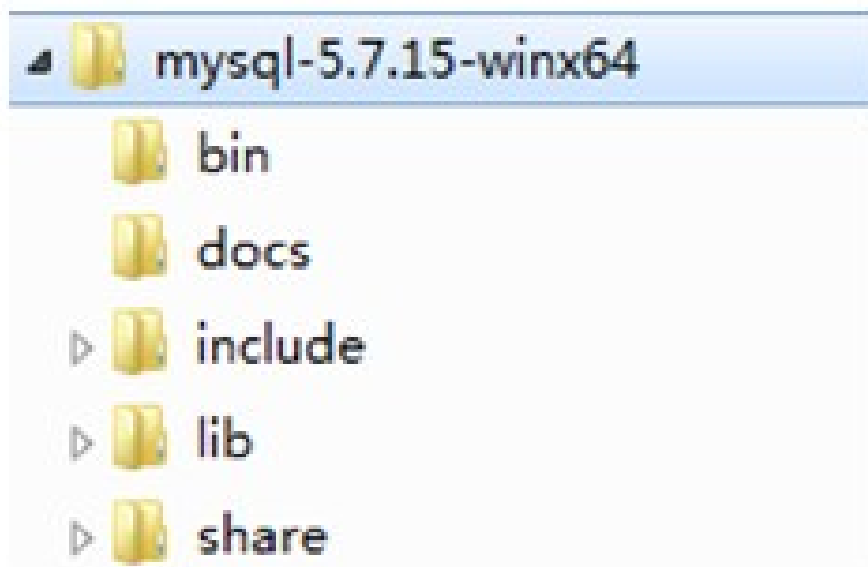 mysql-5.7.15-winx64
bin
docs
include
lib
share